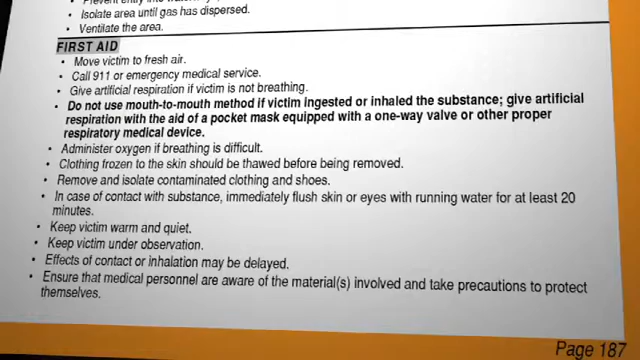 Prevent entry into
• Isolate area until gas has dispersed.
• Ventilate the area.
FIRST AID
• Move victim to fresh air.
• Call 911 or emergency medical service.
• Give artificial respiration if victim is not breathing.
• Do not use mouth-to-mouth method if victim ingested or inhaled the substance; give artificial
respiration with the aid of a pocket mask equipped with a one-way valve or other proper
respiratory medical device.
• Administer oxygen if breathing is difficult.
• Clothing frozen to the skin should be thawed before being removed.
• Remove and isolate contaminated clothing and shoes.
• In case of contact with substance, immediately flush skin or eyes with running water for at least 20
minutes.
• Keep victim warm and quiet.
• Keep victim under observation.
• Effects of contact or inhalation may be delayed.
• Ensure that medical personnel are aware of the material(s) involved and take precautions to protect
themselves.
Page 187